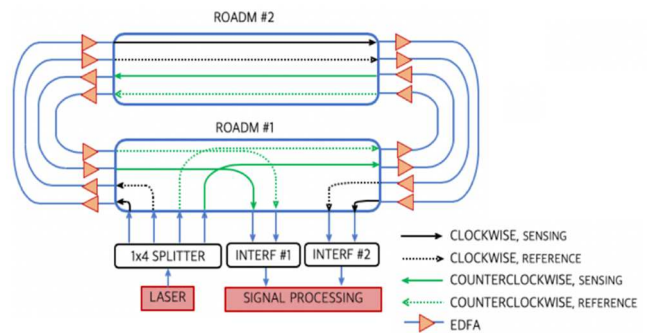 ROADM #2
ROADM #1
1x4 SPLITTER
INTERF #1
INTERF #2
LASER
SIGNAL PROCESSING
CLOCKWISE, SENSING
CLOCKWISE, REFERENCE
COUNTERCLOCKWISE, SENSING
COUNTERCLOCKWISE, REFERENCE
EDFA